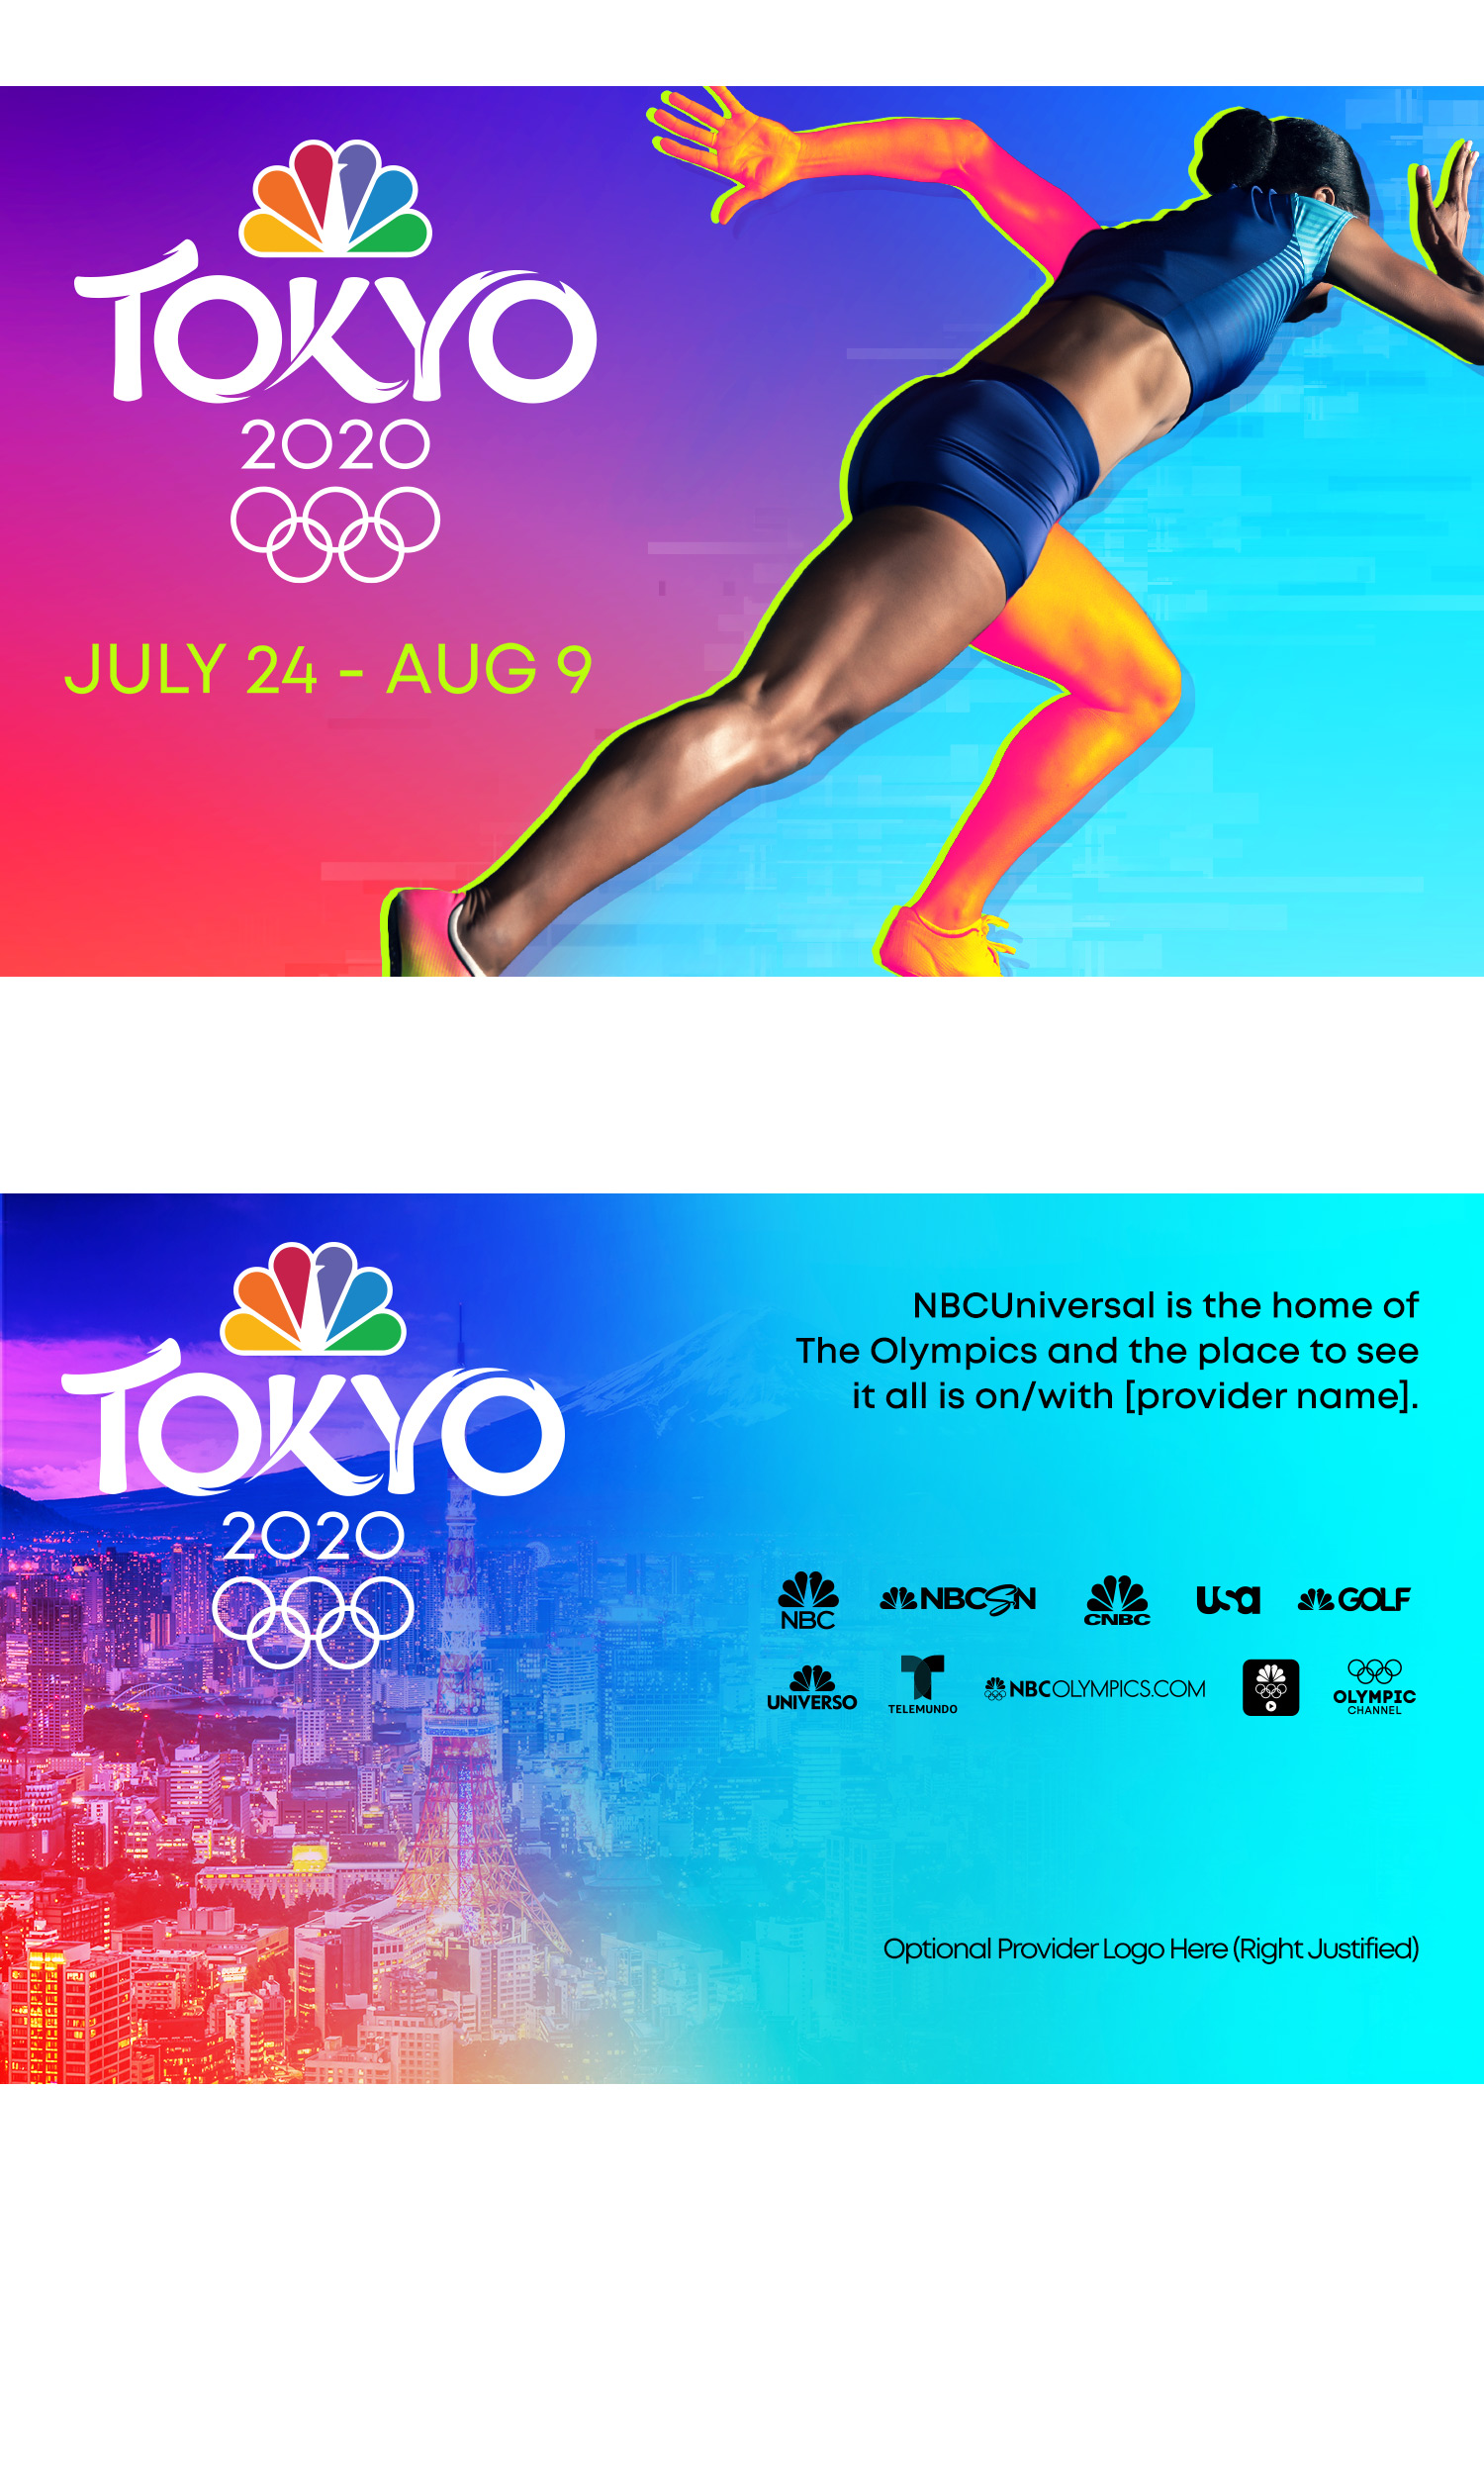 TOKYO
2020
JULY 24 - AUG 9
TOKYO
2020
NBCUniversal is the home of
The Olympics and the place to see
it all is on/with [provider name].
NBC NBCSN CNBC USA GOLF
UNIVERSO TELEMUNDO NBCOLYMPICS.COM OLYMPIC CHANNEL
Optional Provider Logo Here (Right Justified)